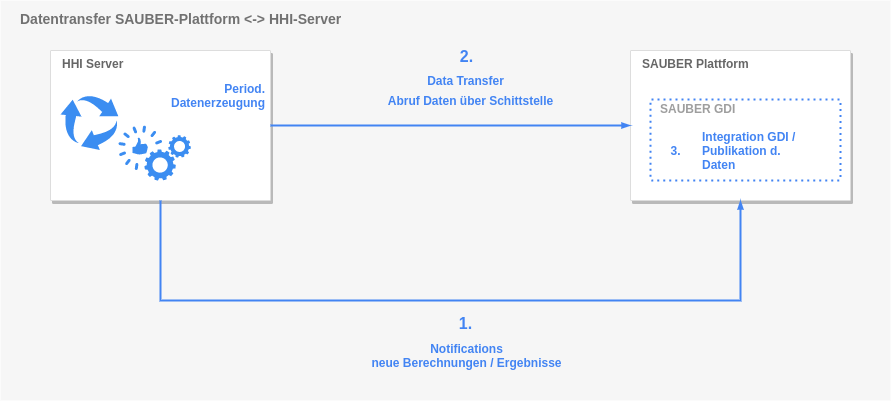 Datentransfer SAUBER-Plattform <-> HHI-Server
HHI Server
Period.
Datenerzeugung
2.
Data Transfer
Abruf Daten über Schittstelle
SAUBER Plattform
SAUBER GDI
3.
Integration GDI /
Publikation d.
Daten
1.
Notifications
neue Berechnungen / Ergebnisse